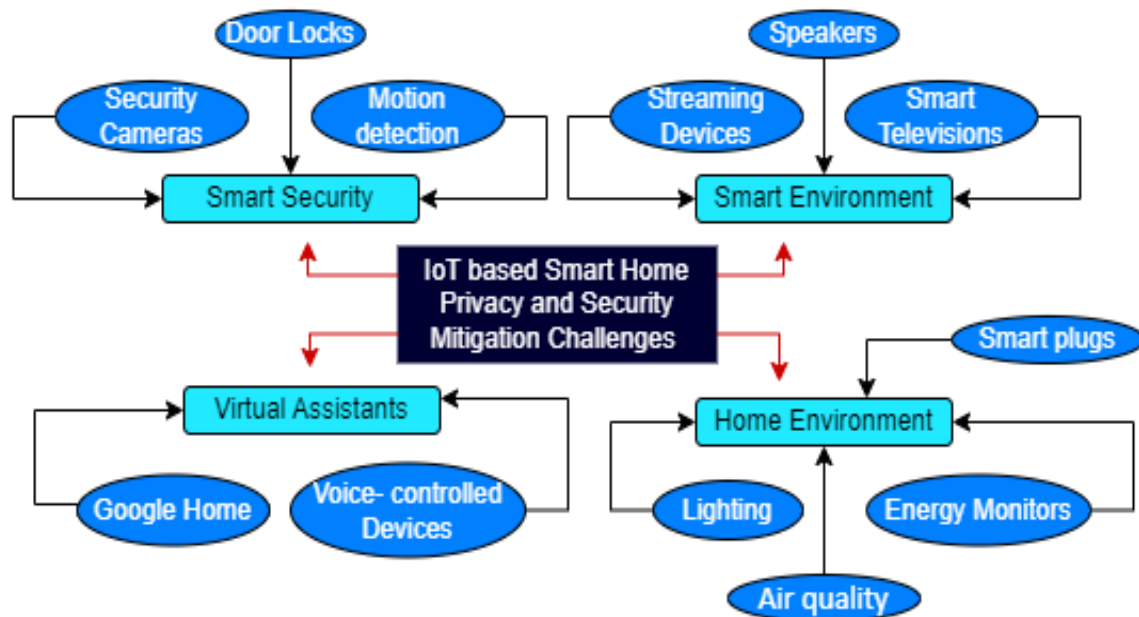 Door Locks
Speakers
Security
Cameras
Motion
detection
Streaming
Devices
Smart
Televisions
Smart Security
Smart Environment
IoT based Smart Home
Privacy and Security
Mitigation Challenges
Smart plugs
Virtual Assistants
Home Environment
Google Home
Voice- controlled
Devices
Lighting
Energy Monitors
Air quality